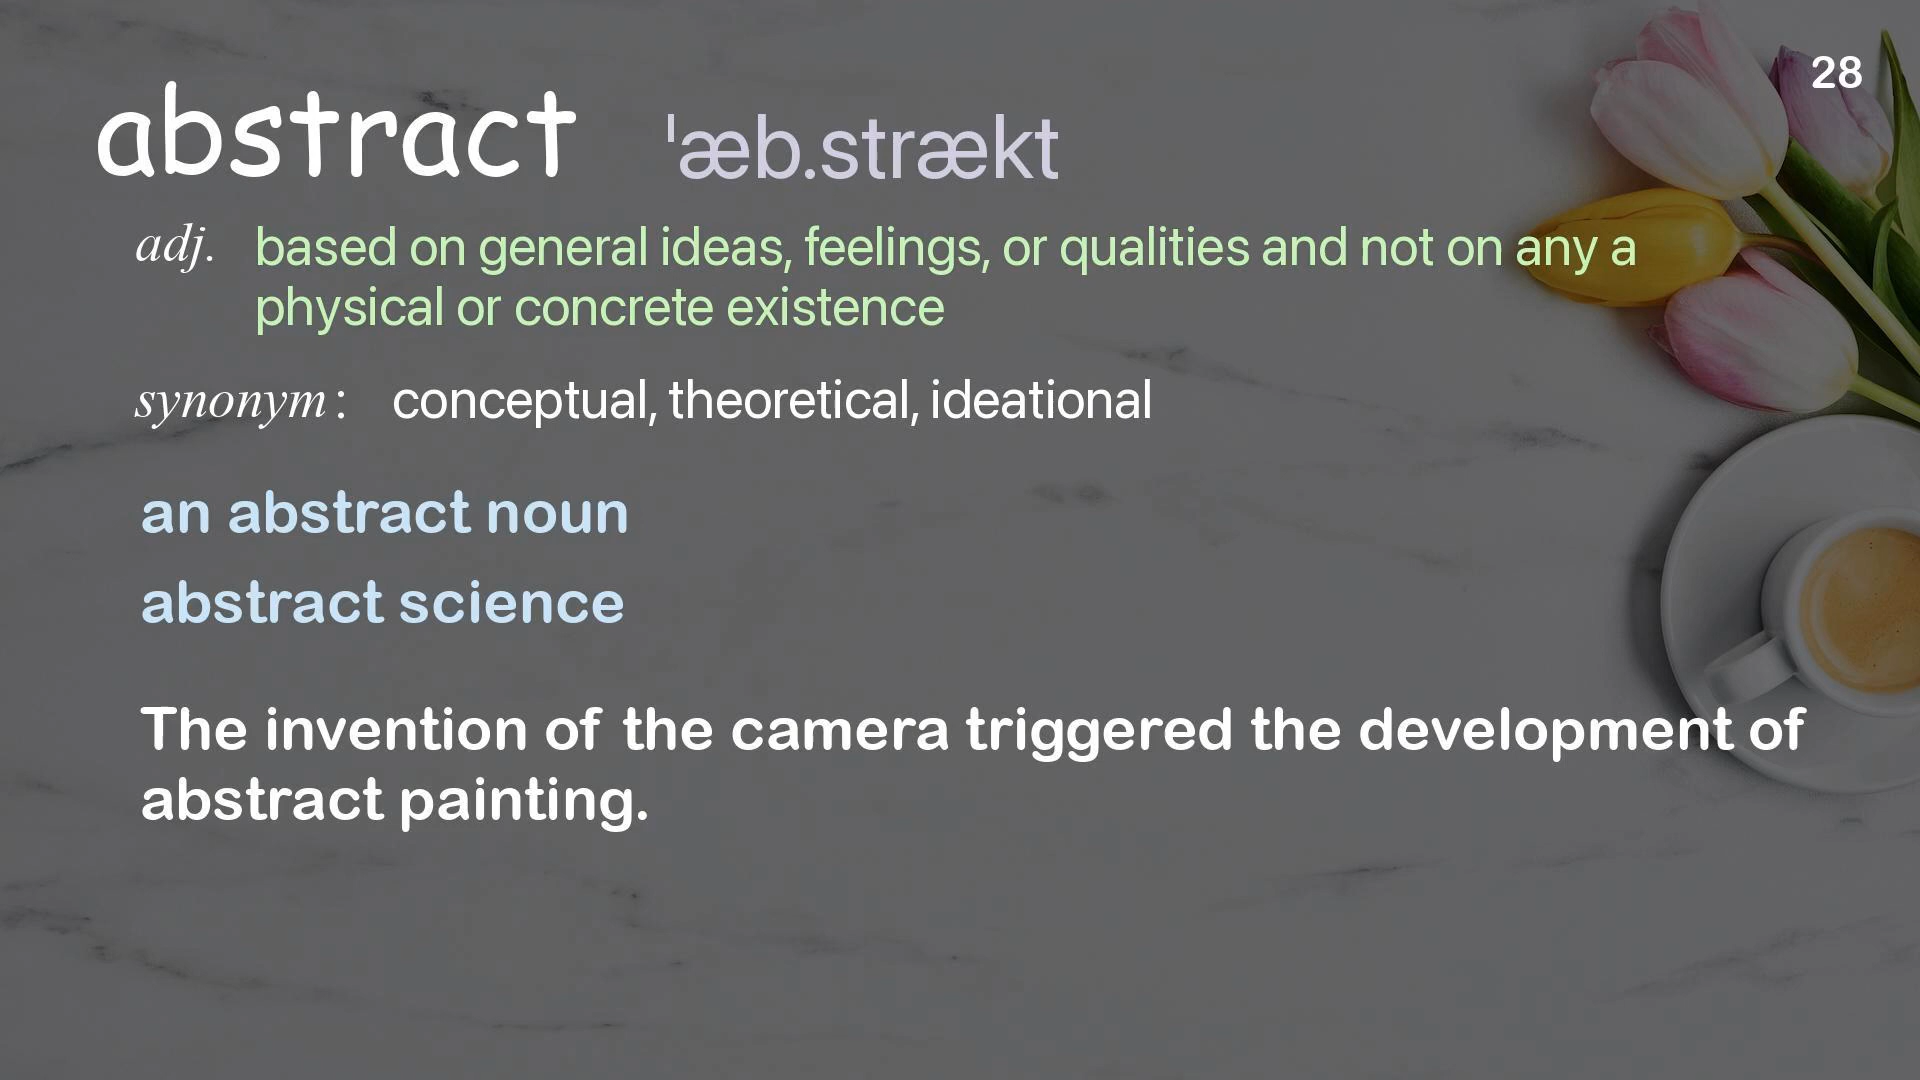 28
abstract ˈæb.strækt
adj. based on general ideas, feelings, or qualities and not on any a
physical or concrete existence
synonym : conceptual, theoretical, ideational
an abstract noun
abstract science
The invention of the camera triggered the development of
abstract painting.